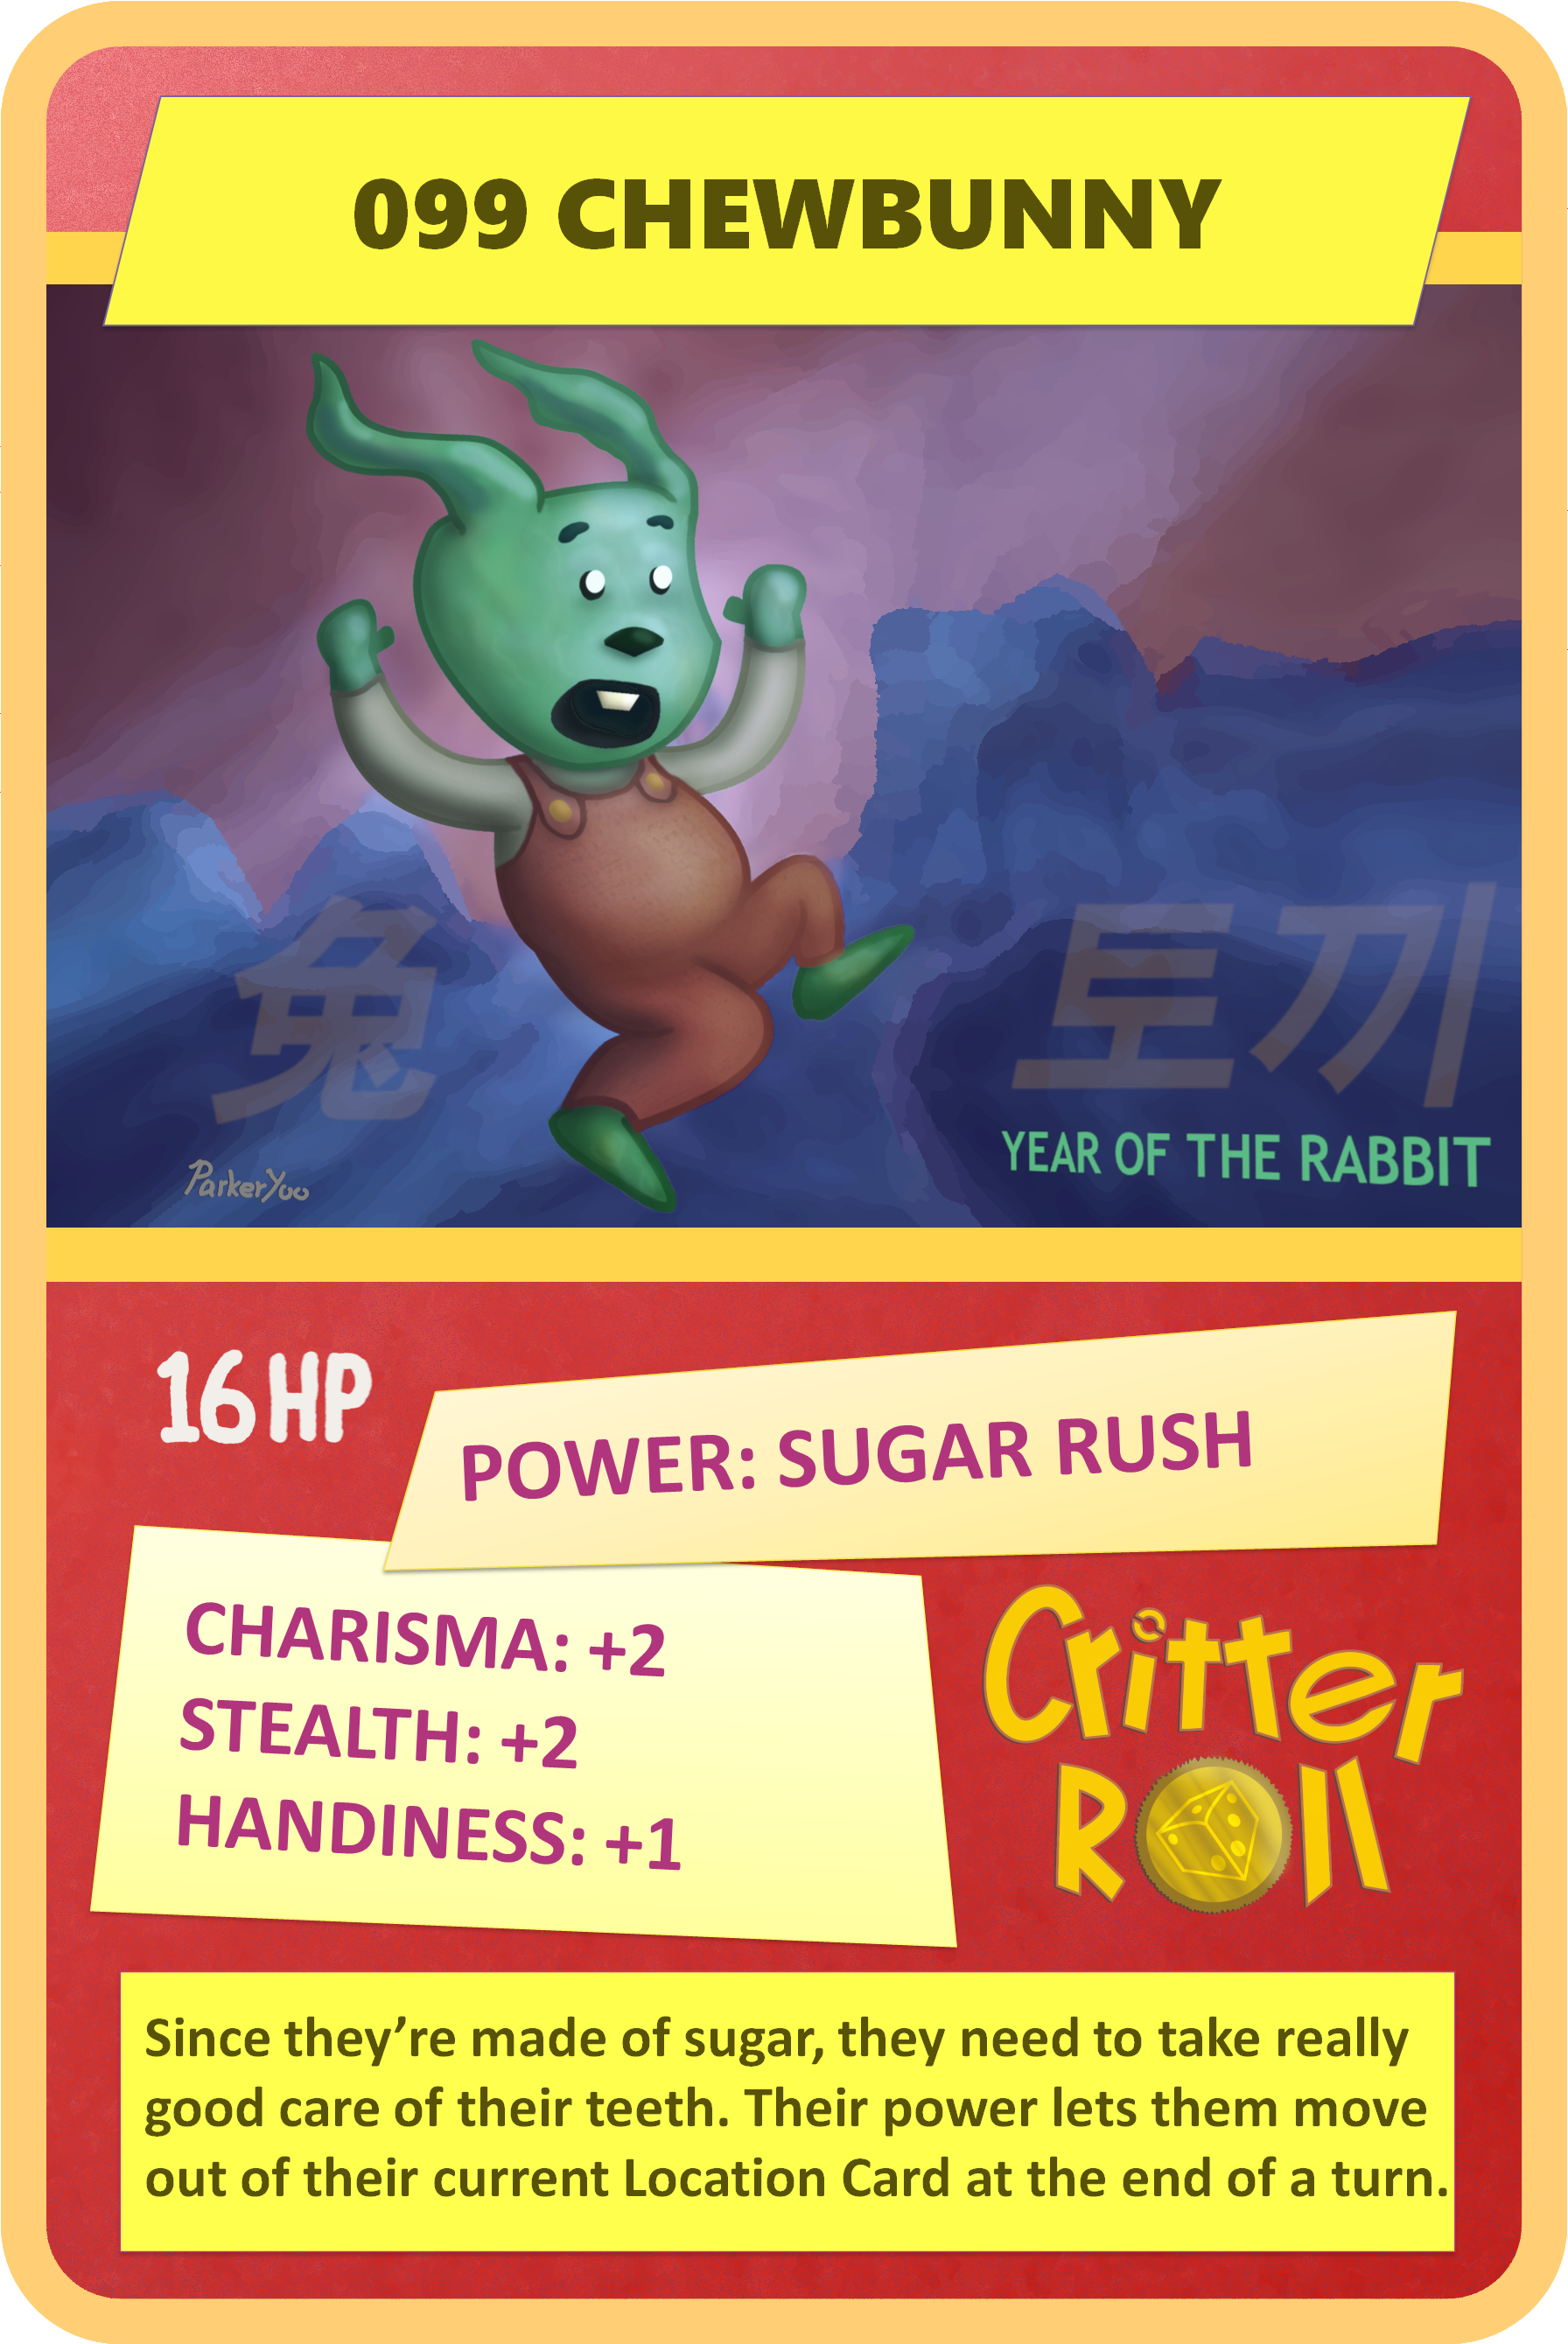 099 CHEWBUNNY
兔
토끼
YEAR OF THE RABBIT
ParkerYoo
16 HP
POWER: SUGAR RUSH
CHARISMA: +2
STEALTH: +2
HANDINESS: +1
Critter
Roll
Since they’re made of sugar, they need to take really
good care of their teeth. Their power lets them move
out of their current Location Card at the end of a turn.